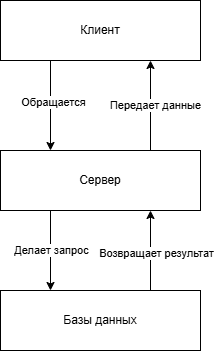 Клиент
Обращается
Передает данные
Сервер
Делает запрос
Возвращает результат
Базы данных